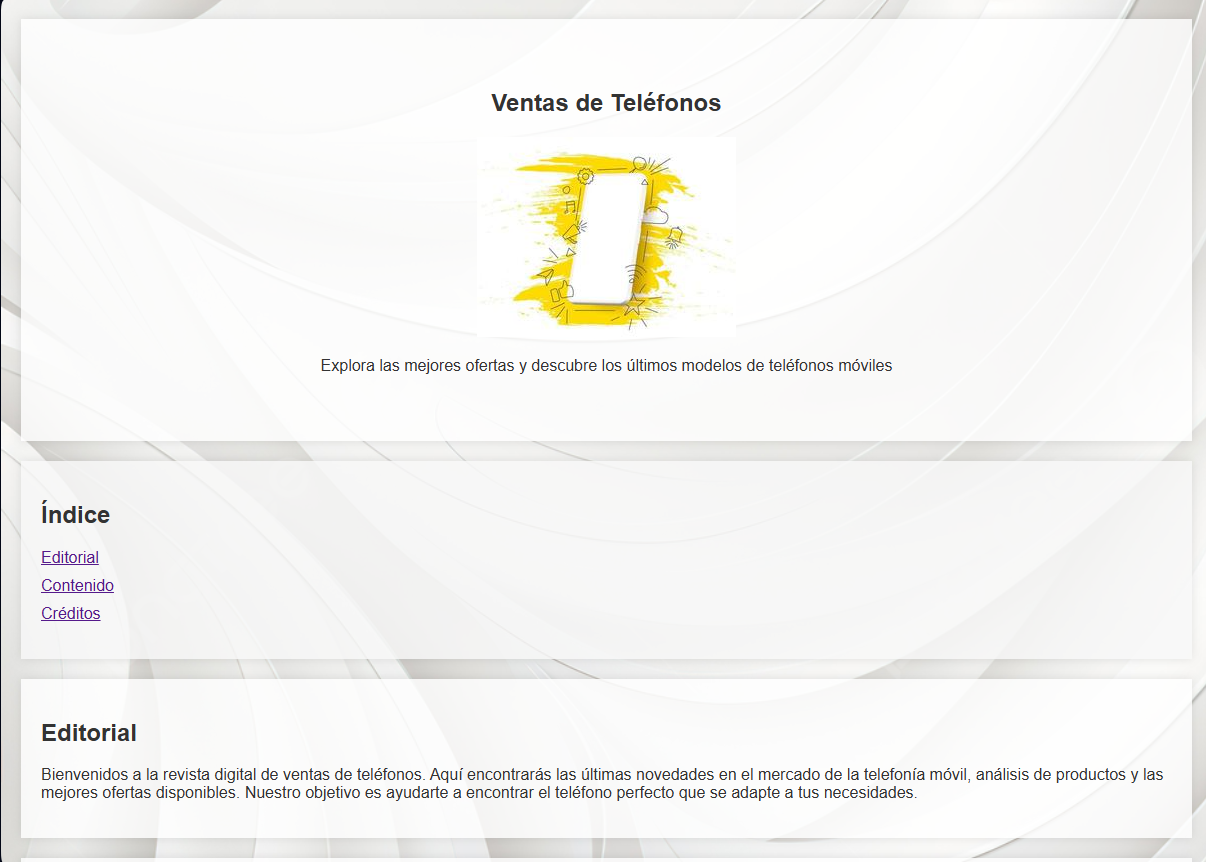 Ventas de Teléfonos
Explora las mejores ofertas y descubre los últimos modelos de teléfonos móviles
Índice
Editorial
Contenido
Créditos
Editorial
Bienvenidos a la revista digital de ventas de teléfonos. Aquí encontrarás las últimas novedades en el mercado de la telefonía móvil, análisis de productos y las
mejores ofertas disponibles. Nuestro objetivo es ayudarte a encontrar el teléfono perfecto que se adapte a tus necesidades.